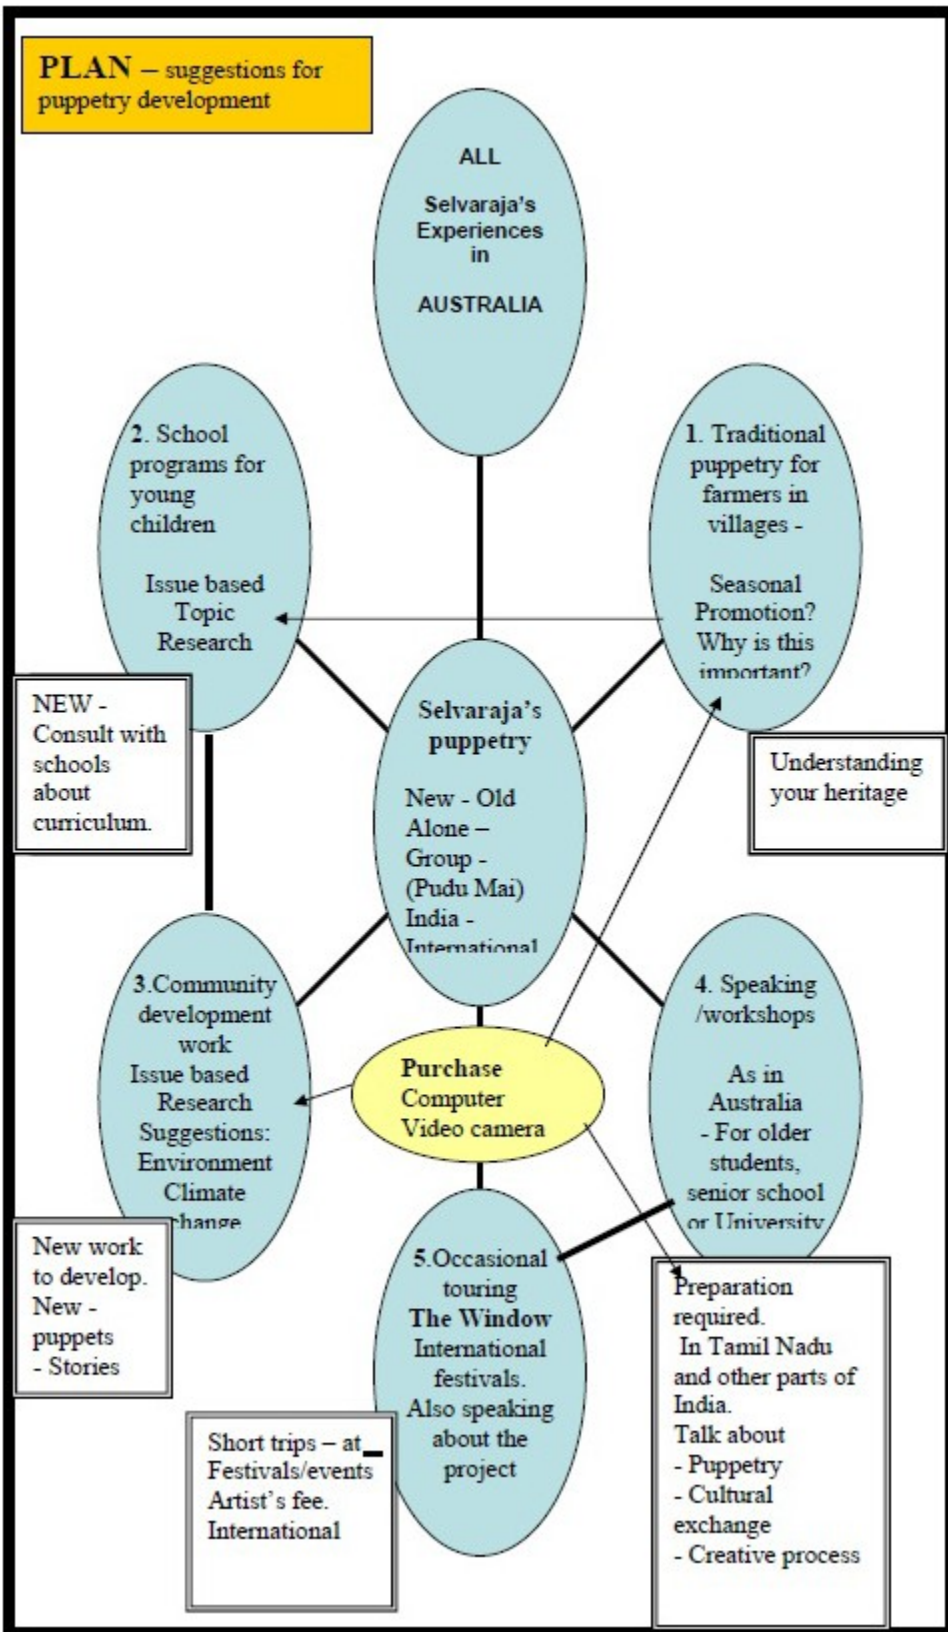 PLAN – suggestions for
puppetry development
ALL
Selvaraja's
Experiences
in
AUSTRALIA
2. School
programs for
young
children
Issue based
Topic
Research
1. Traditional
puppetry for
farmers in
villages -
Seasonal
Promotion?
Why is this
important?
NEW -
Consult with
schools
about
curriculum.
Selvaraja's
puppetry
New - Old
Alone –
Group -
(Pudu Mai)
India -
International
Understanding
your heritage
3.Community
development
work
Issue based
Research
Suggestions:
Environment
Climate
change
Purchase
Computer
Video camera
4. Speaking
/workshops
As in
Australia
- For older
students,
senior school
or University
New work
to develop.
New -
puppets
- Stories
5.Occasional
touring
The Window
International
festivals.
Also speaking
about the
project
Preparation
required.
In Tamil Nadu
and other parts of
India.
Talk about
- Puppetry
- Cultural
exchange
- Creative process
Short trips – at
Festivals/events
Artist's fee.
International